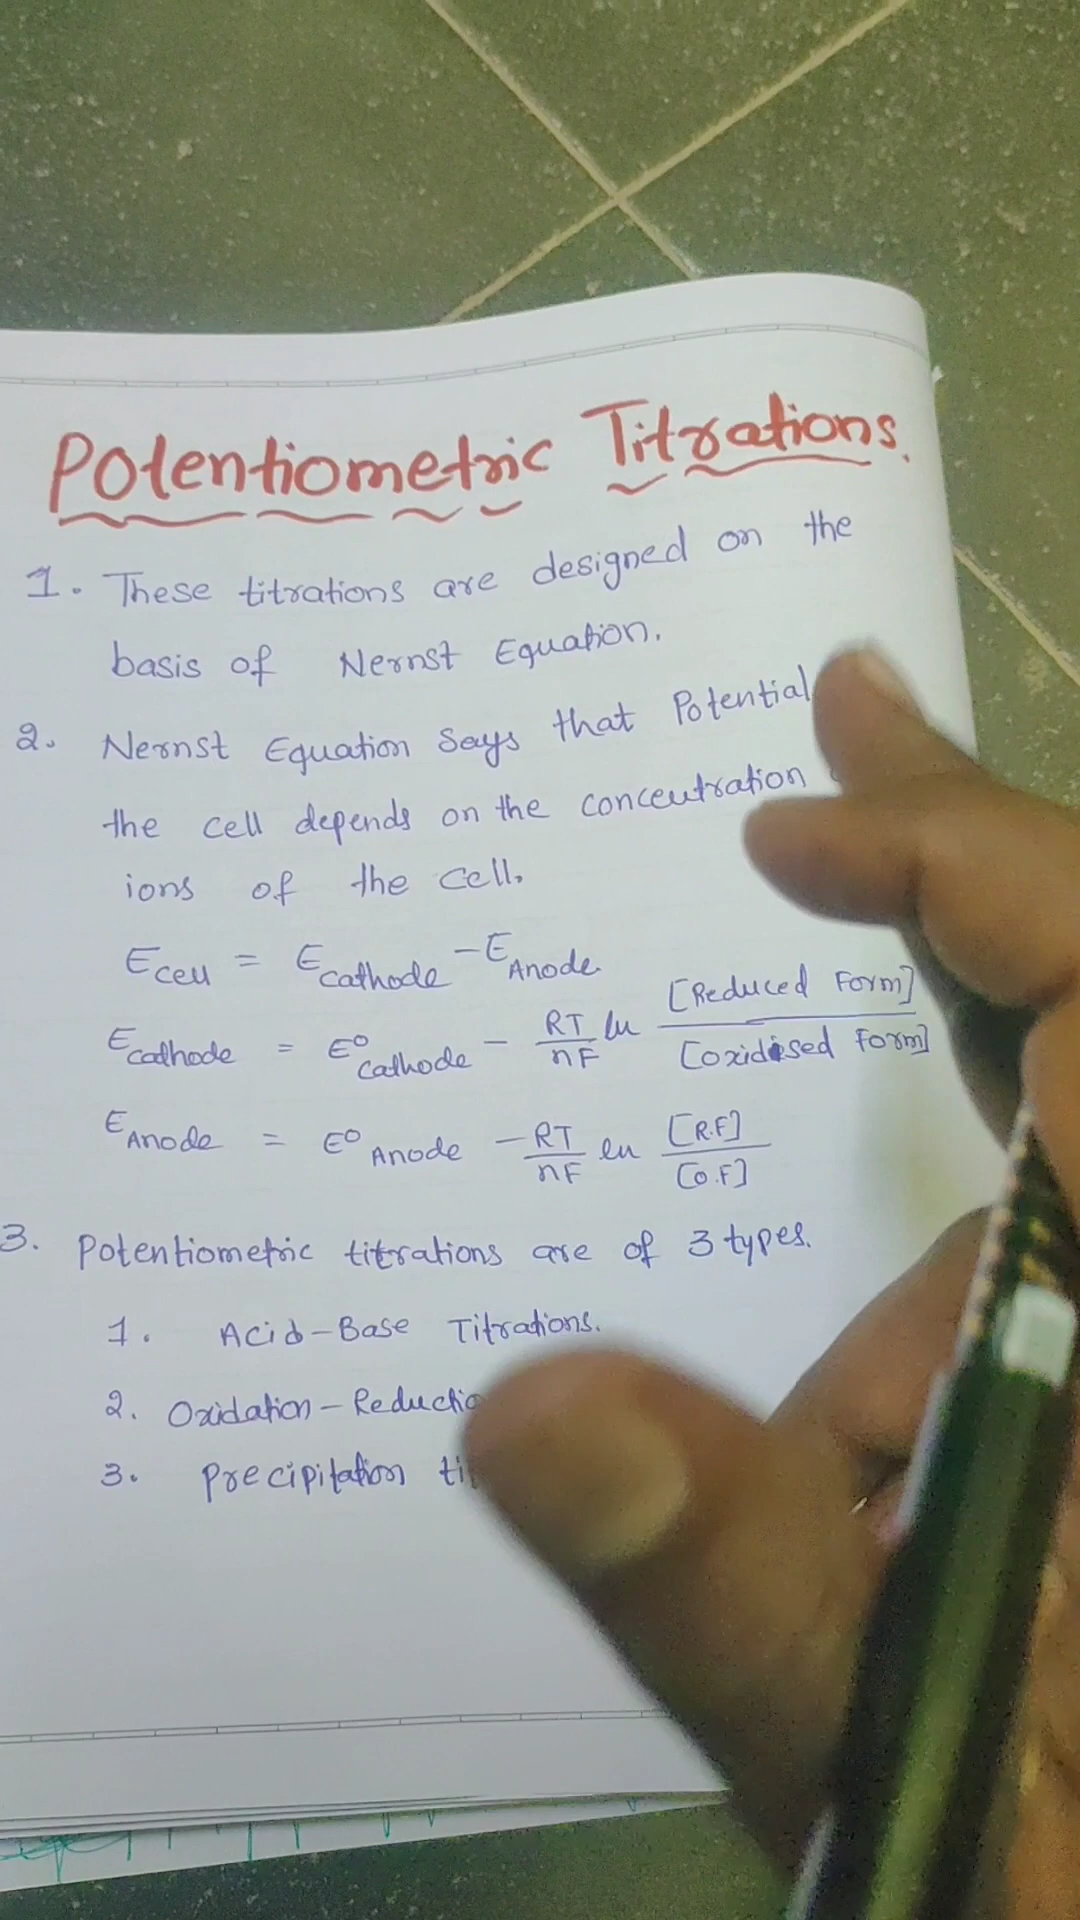 Potentiometric Titrations.
1. These titrations are designed on the
basis of Nernst Equation.
2. Nernst Equation Says that Potential
the cell depends on the concentration
ions of the cell.
Ecell = Ecathode - EAnode.
Ecathode = E⁰Cathode - RT/nF ln [Reduced Form]/[oxidised Form]
EAnode = E⁰Anode - RT/nF ln [R.F]/[O.F]
3. Potentiometric titrations are of 3 types.
1. Acid-Base Titrations.
2. Oxidation - Reductio
3. Precipitation ti